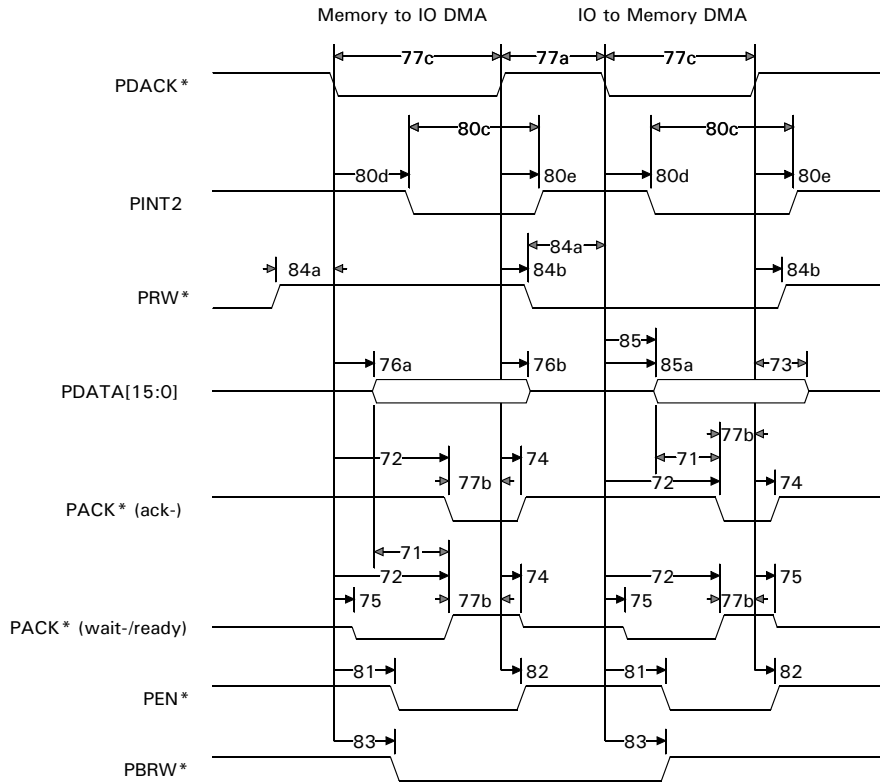 Memory to IO DMA IO to Memory DMA
77c 77a 77c
PDACK*
80c 80c
80d 80e 80d 80e
PINT2
84a
84a 84b 84b
PRW*
85
76a 76b 85a 73
PDATA[15:0]
77b
72 74 71
77b 72 74
PACK* (ack-)
71
72 74 72 75
75 77b 75 77b
PACK* (wait-/ready)
81 82 81 82
PEN*
83 83
PBRW*